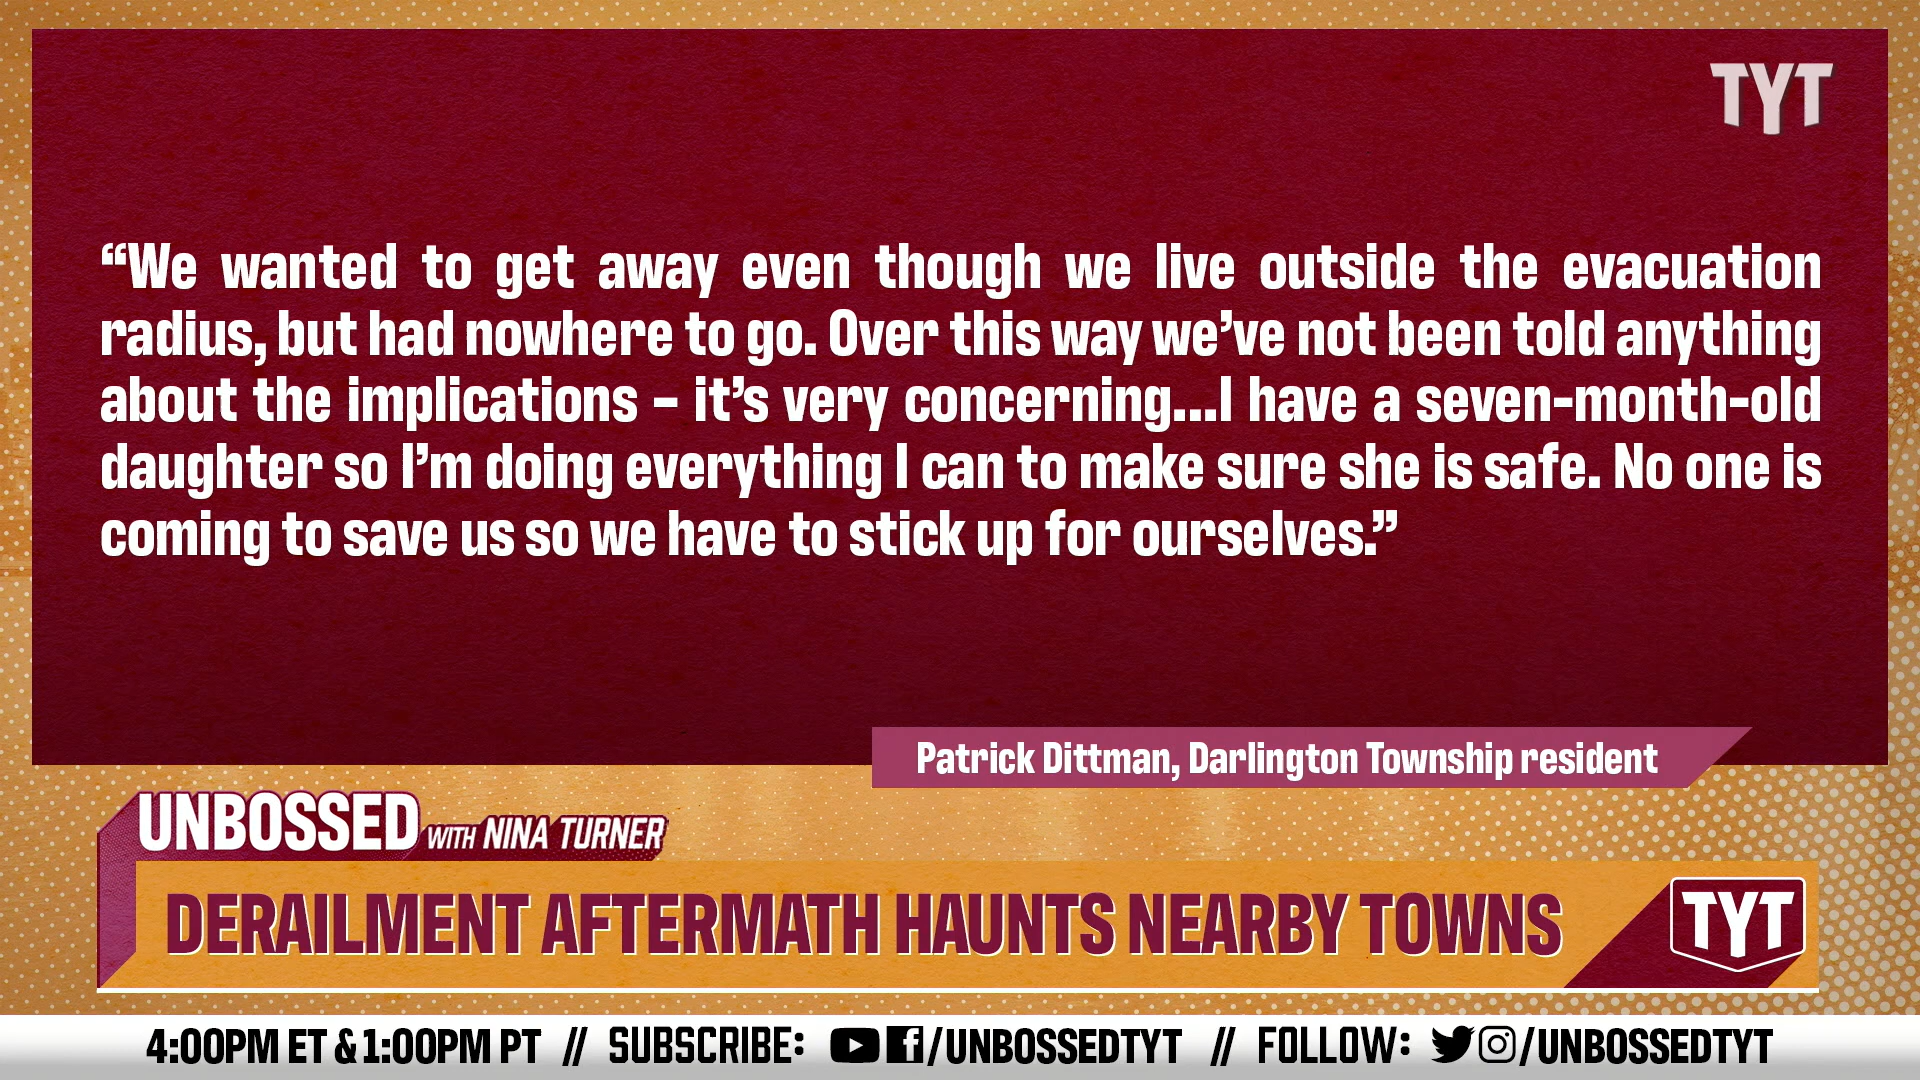 TYT
“We wanted to get away even though we live outside the evacuation
radius, but had nowhere to go. Over this way we’ve not been told anything
about the implications – it’s very concerning...I have a seven-month-old
daughter so I’m doing everything I can to make sure she is safe. No one is
coming to save us so we have to stick up for ourselves.”
Patrick Dittman, Darlington Township resident
UNBOSSED WITH NINA TURNER
DERAILMENT AFTERMATH HAUNTS NEARBY TOWNS
TYT
4:00PM ET & 1:00PM PT // SUBSCRIBE: /UNBOSSEDTYT // FOLLOW: /UNBOSSEDTYT